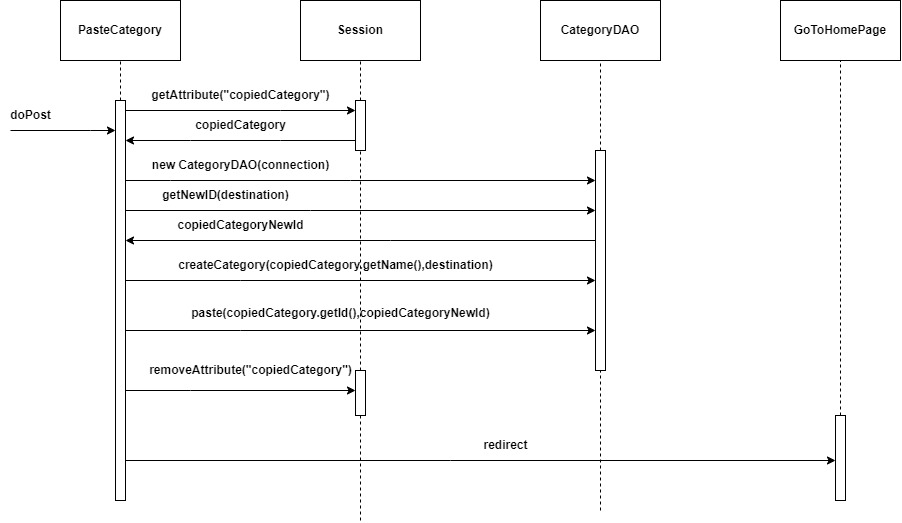 PasteCategory
Session
CategoryDAO
GoToHomePage
getAttribute("copiedCategory")
doPost
copiedCategory
new CategoryDAO(connection)
getNewID(destination)
copiedCategoryNewId
createCategory(copiedCategory.getName(),destination)
paste(copiedCategory.getId(),copiedCategoryNewId)
removeAttribute("copiedCategory")
redirect